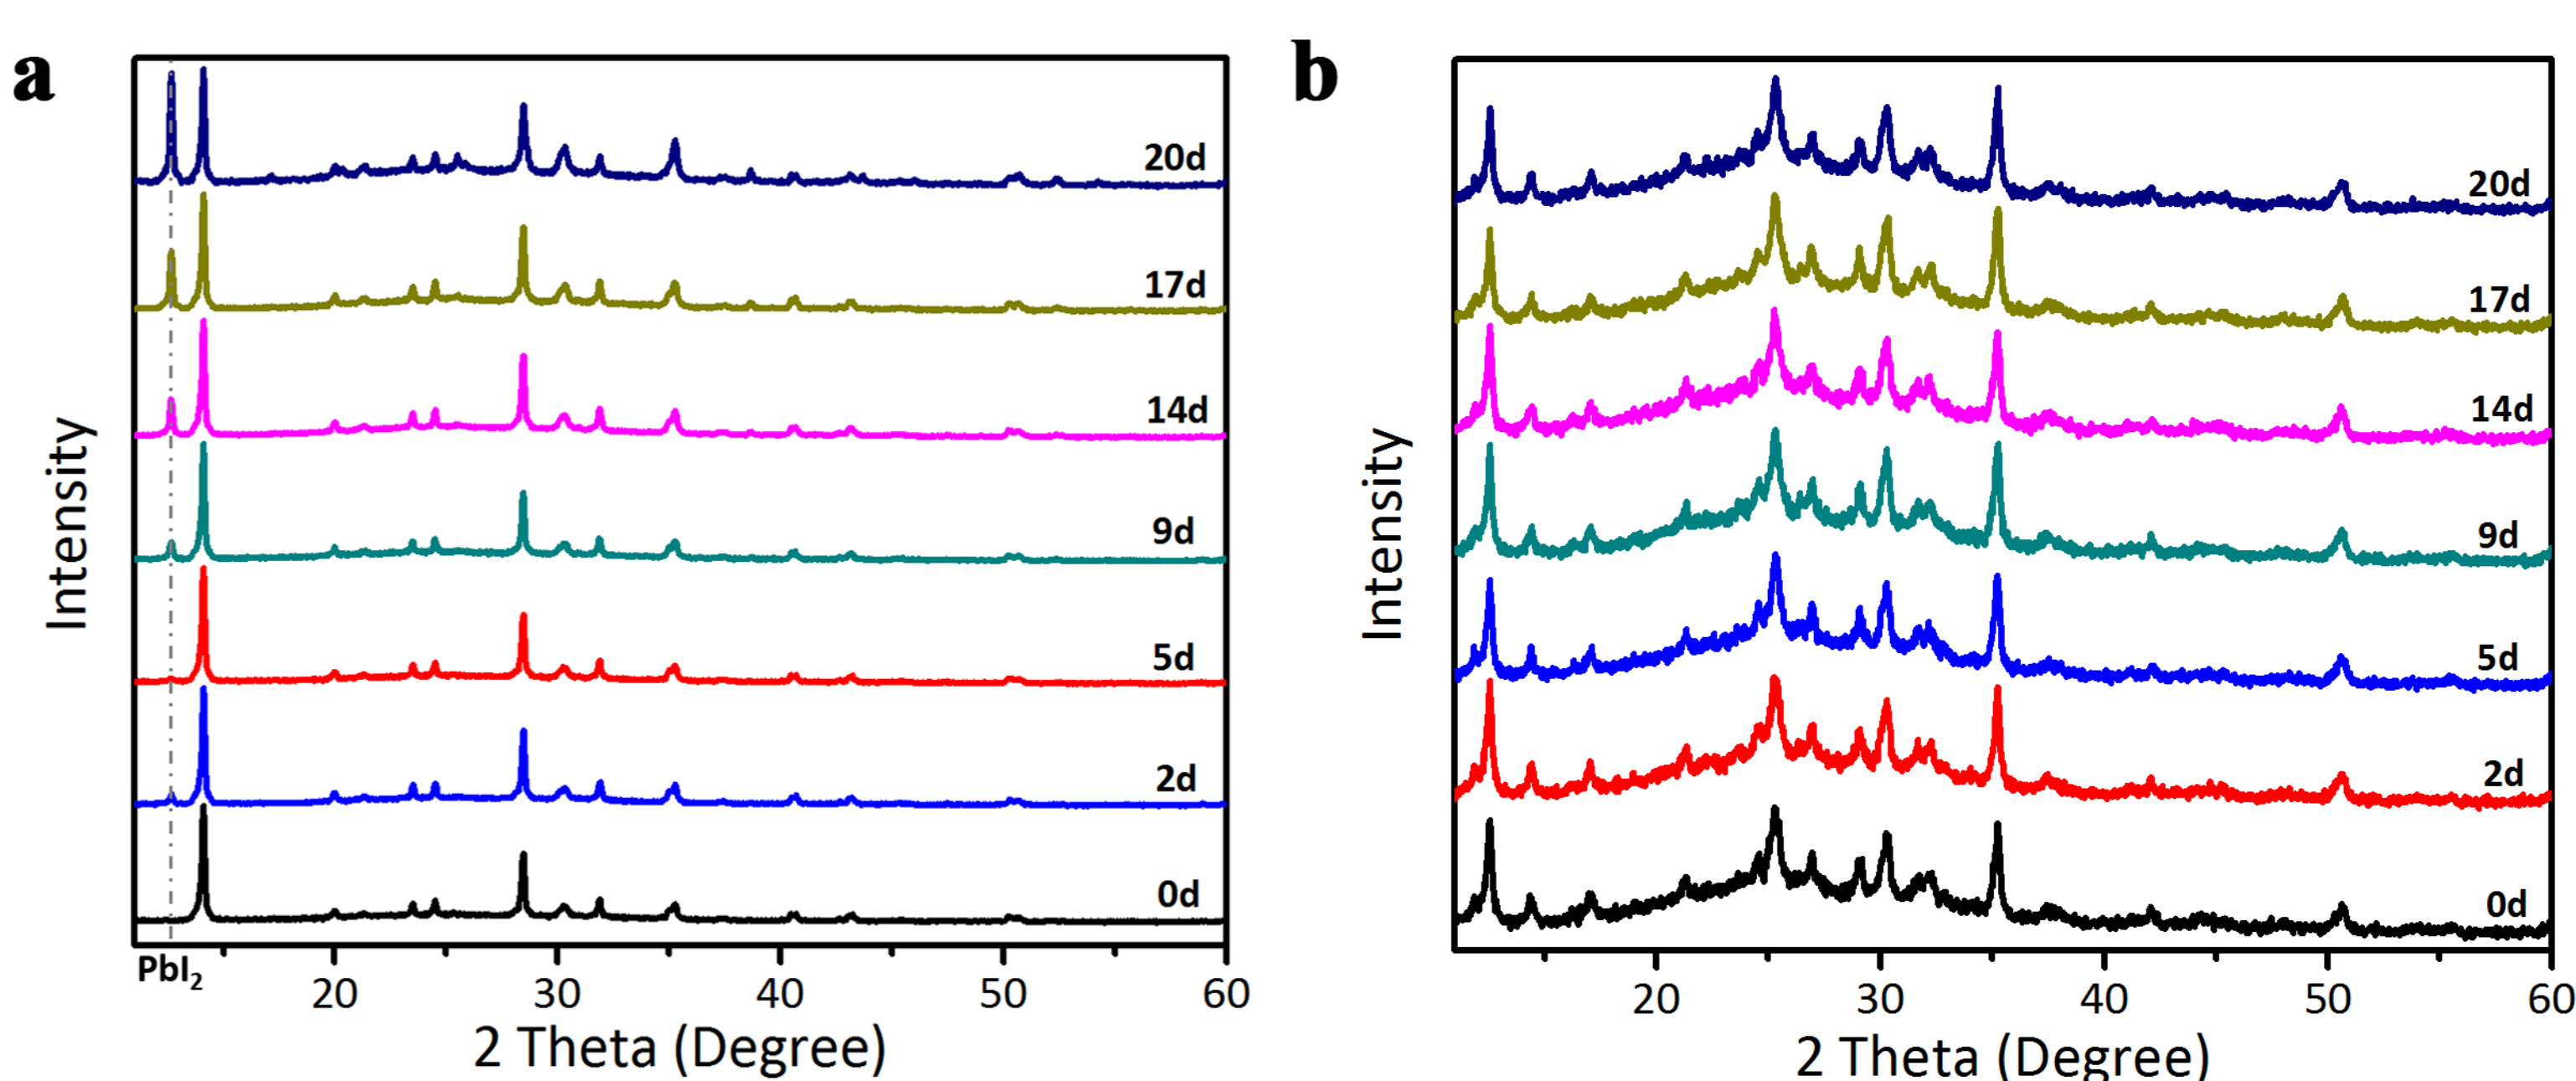 a
20d
17d
14d
9d
5d
2d
0d
Intensity
PbI₂
20 30 40 50 60
2 Theta (Degree)
b
20d
17d
14d
9d
5d
2d
0d
Intensity
20 30 40 50 60
2 Theta (Degree)